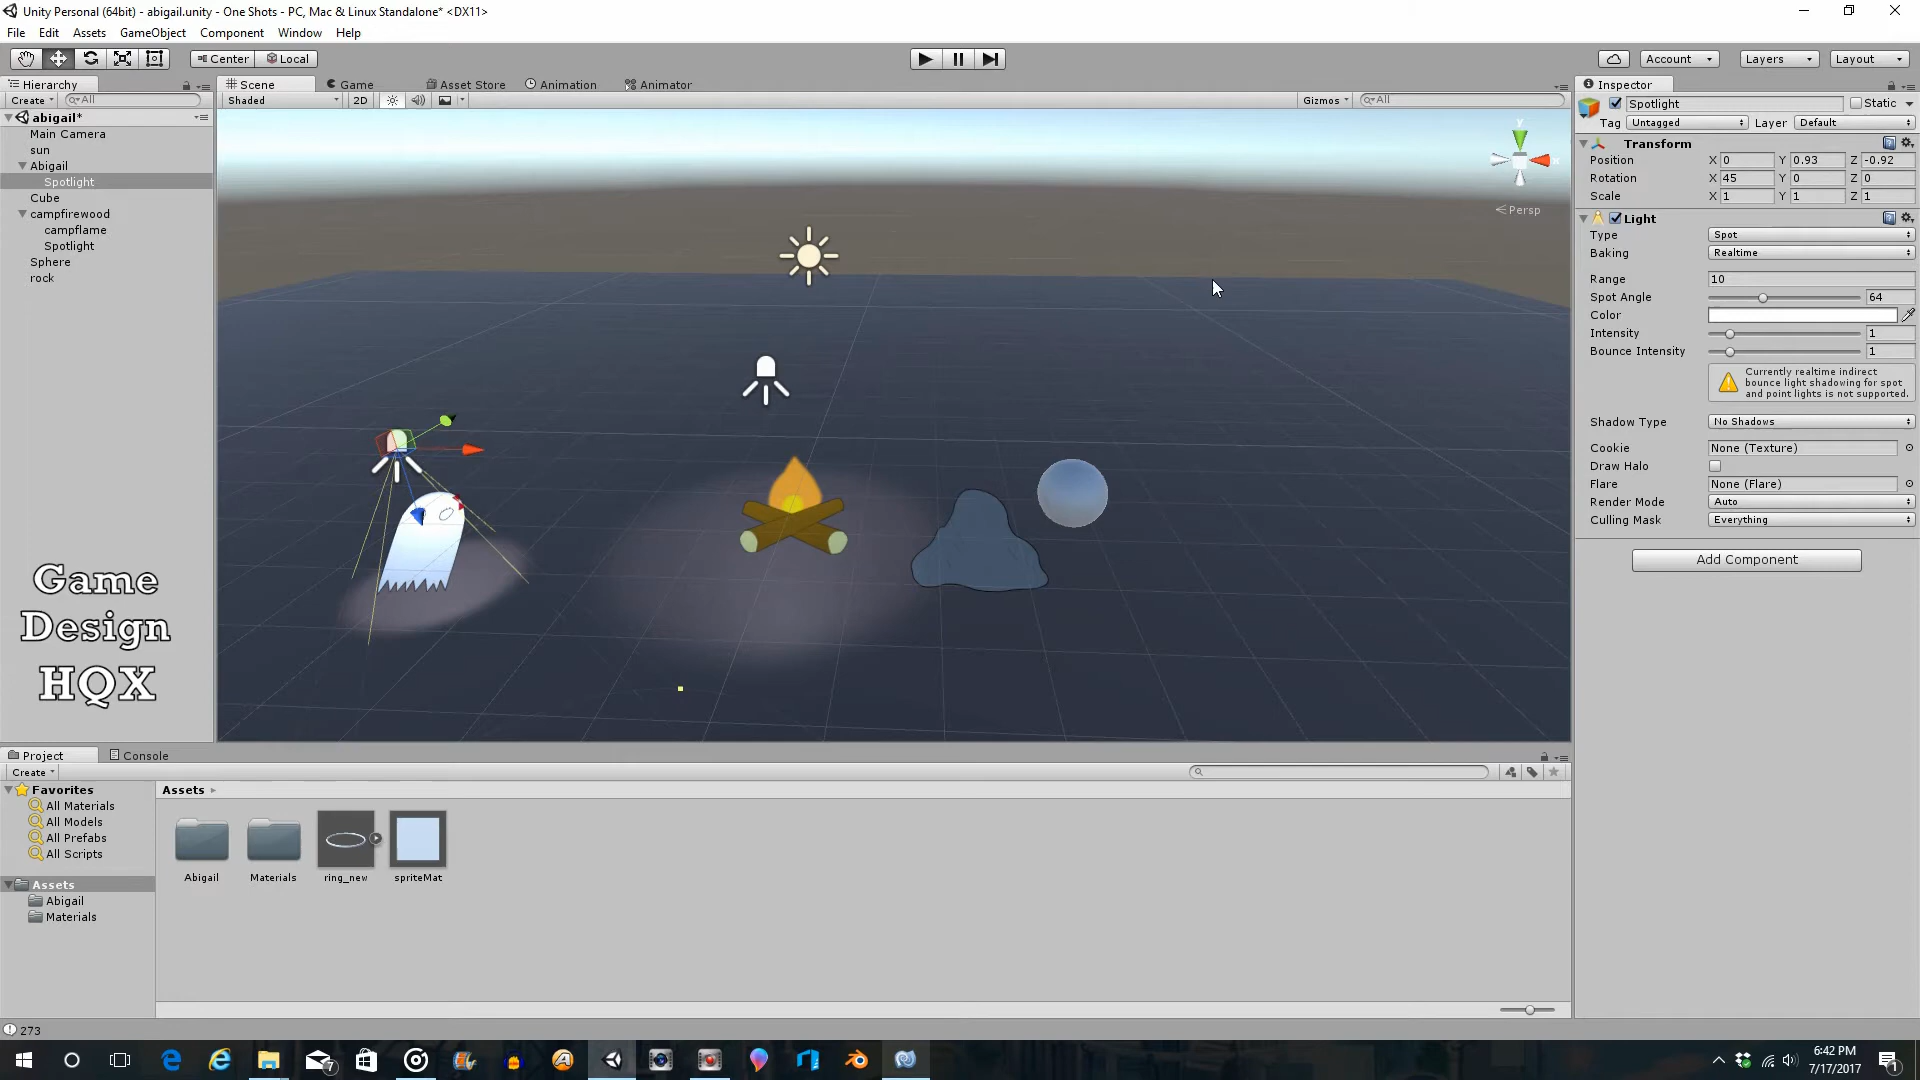 Unity Personal (64bit) - abigail.unity - One Shots - PC, Mac & Linux Standalone* <DX11>
File Edit Assets GameObject Component Window Help
Center Local
Account Layers Layout
Hierarchy
Create All
abigail*
Main Camera
sun
Abigail
Spotlight
Cube
campfirewood
campflame
Spotlight
Sphere
rock
Scene Game Asset Store Animation Animator
Shaded 2D Gizmos All
y
x
Persp
Inspector
Spotlight Static
Tag Untagged Layer Default
Transform
Position X 0 Y 0.93 Z -0.92
Rotation X 45 Y 0 Z 0
Scale X 1 Y 1 Z 1
Light
Type Spot
Baking Realtime
Range 10
Spot Angle 64
Color
Intensity 1
Bounce Intensity 1
Currently realtime indirect
bounce light shadowing for spot
and point lights is not supported.
Shadow Type No Shadows
Cookie None (Texture)
Draw Halo
Flare None (Flare)
Render Mode Auto
Culling Mask Everything
Add Component
Game
Design
HQX
Project Console
Create
Favorites
All Materials
All Models
All Prefabs
All Scripts
Assets
Abigail
Materials
Assets
Abigail Materials ring_new spriteMat
273
7
6:42 PM
7/17/2017
1